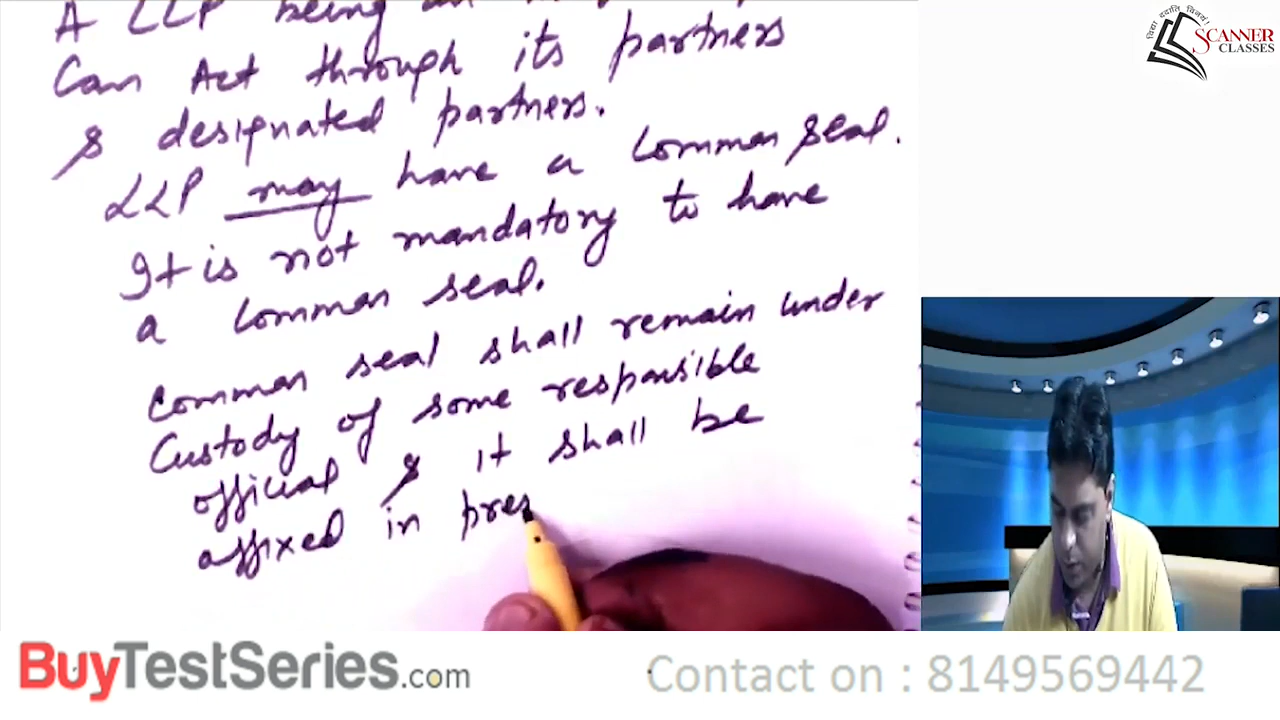 A LLP being
can Act through its partners
& designated partners.
LLP may have a common seal.
It is not mandatory to have
a common seal.
Common seal shall remain under
Custody of some responsible
official & it shall be
affixed in pres
विद्या ददाति विनयं
SCANNER
CLASSES
BuyTestSeries.com
Contact on : 8149569442